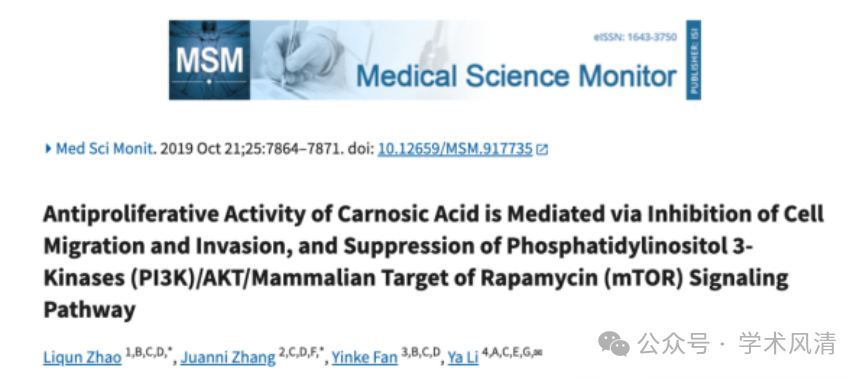 MSM
eISSN: 1643-3750
Medical Science Monitor
PUBLISHER: ISI
Med Sci Monit. 2019 Oct 21;25:7864–7871. doi: 10.12659/MSM.917735
Antiproliferative Activity of Carnosic Acid is Mediated via Inhibition of Cell
Migration and Invasion, and Suppression of Phosphatidylinositol 3-
Kinases (PI3K)/AKT/Mammalian Target of Rapamycin (mTOR) Signaling
Pathway
Liqun Zhao 1,B,C,D,*, Juanni Zhang 2,C,D,F,*, Yinke Fan 3,B,C,D, Ya Li 4,A,C,E,G,✉
公众号 · 学术风清